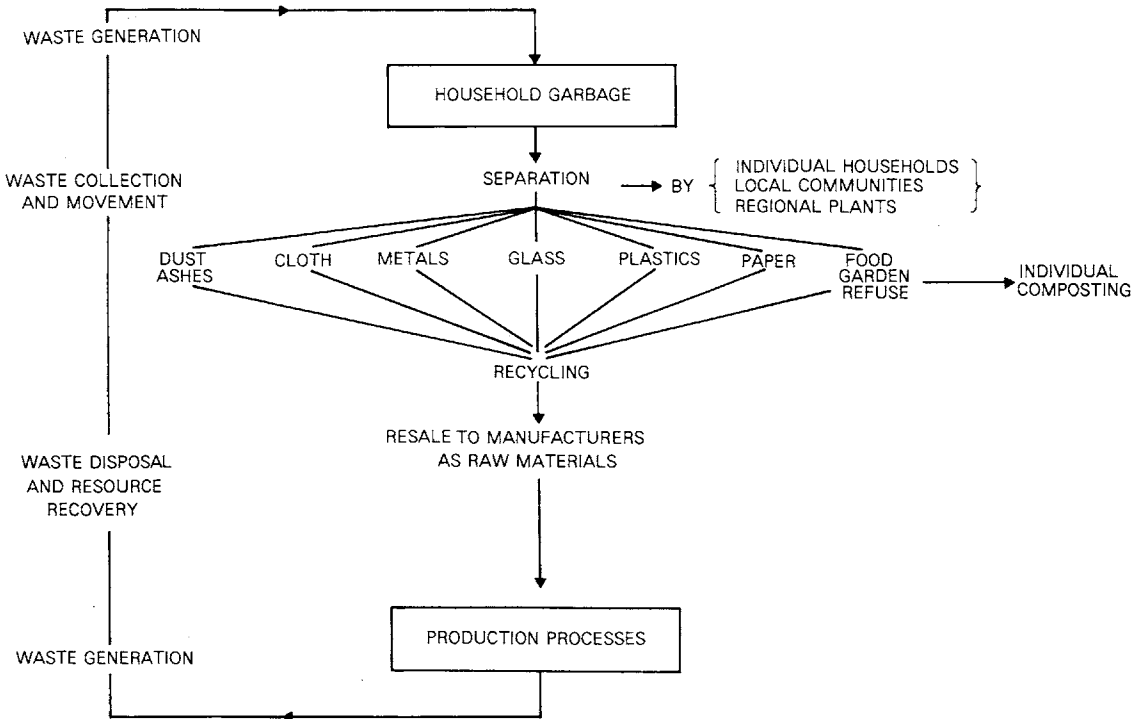 WASTE GENERATION
HOUSEHOLD GARBAGE
WASTE COLLECTION
AND MOVEMENT
SEPARATION
BY
INDIVIDUAL HOUSEHOLDS
LOCAL COMMUNITIES
REGIONAL PLANTS
DUST
ASHES
CLOTH
METALS
GLASS
PLASTICS
PAPER
FOOD
GARDEN
REFUSE
INDIVIDUAL
COMPOSTING
RECYCLING
RESALE TO MANUFACTURERS
AS RAW MATERIALS
WASTE DISPOSAL
AND RESOURCE
RECOVERY
PRODUCTION PROCESSES
WASTE GENERATION